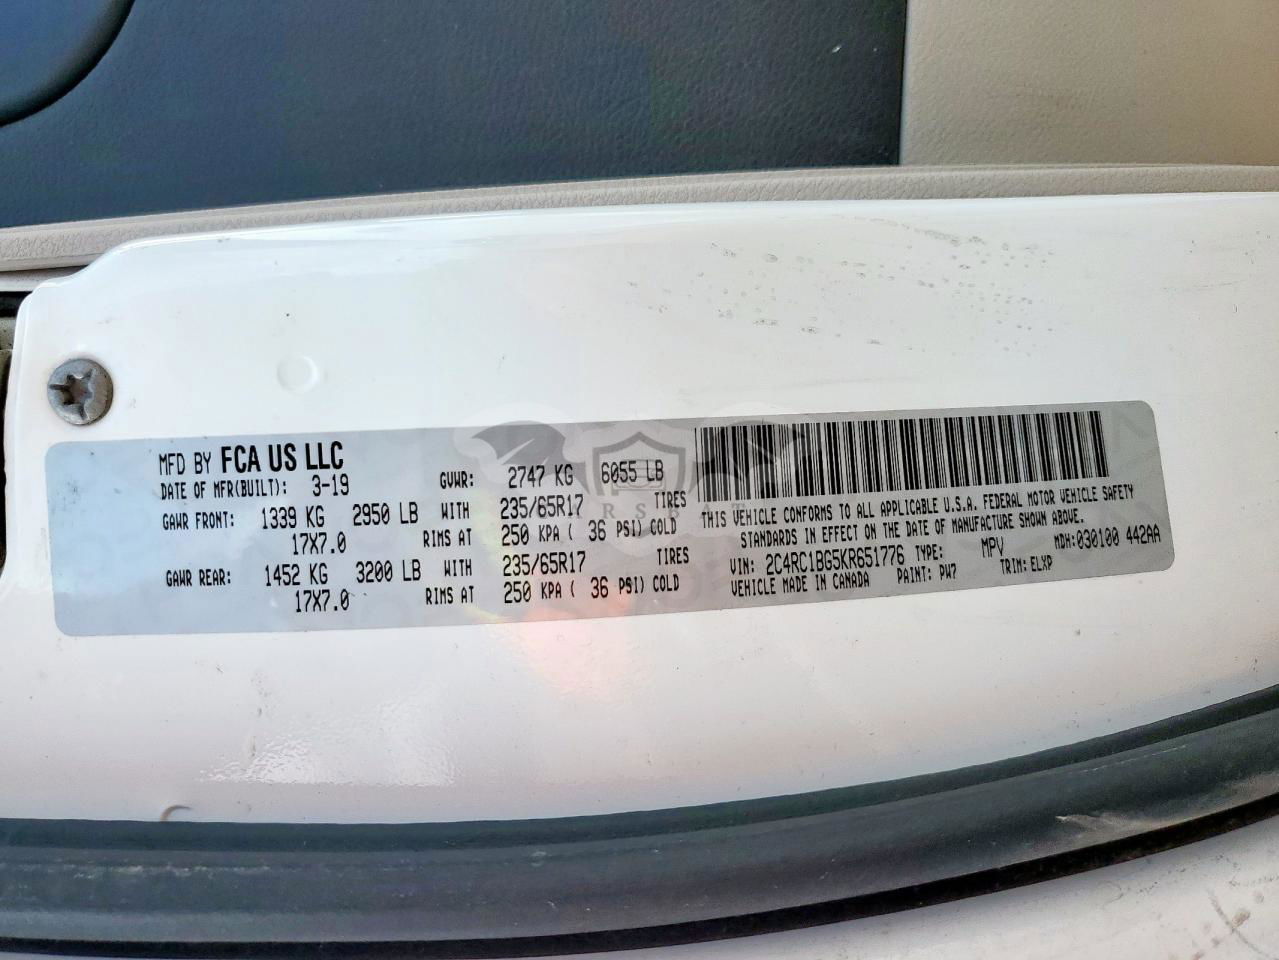 MFD BY FCA US LLC
DATE OF MFR(BUILT): 3-19 GVWR: 2747 KG 6055 LB
GAWR FRONT: 1339 KG 2950 LB WITH 235/65R17 TIRES
17X7.0 RIMS AT 250 KPA ( 36 PSI) COLD
GAWR REAR: 1452 KG 3200 LB WITH 235/65R17 TIRES
17X7.0 RIMS AT 250 KPA ( 36 PSI) COLD
THIS VEHICLE CONFORMS TO ALL APPLICABLE U.S.A. FEDERAL MOTOR VEHICLE SAFETY
STANDARDS IN EFFECT ON THE DATE OF MANUFACTURE SHOWN ABOVE.
VIN: 2C4RC1BG5KR651776 TYPE: MPV MDH:030100 442AA
VEHICLE MADE IN CANADA PAINT: PW7 TRIM: ELXP